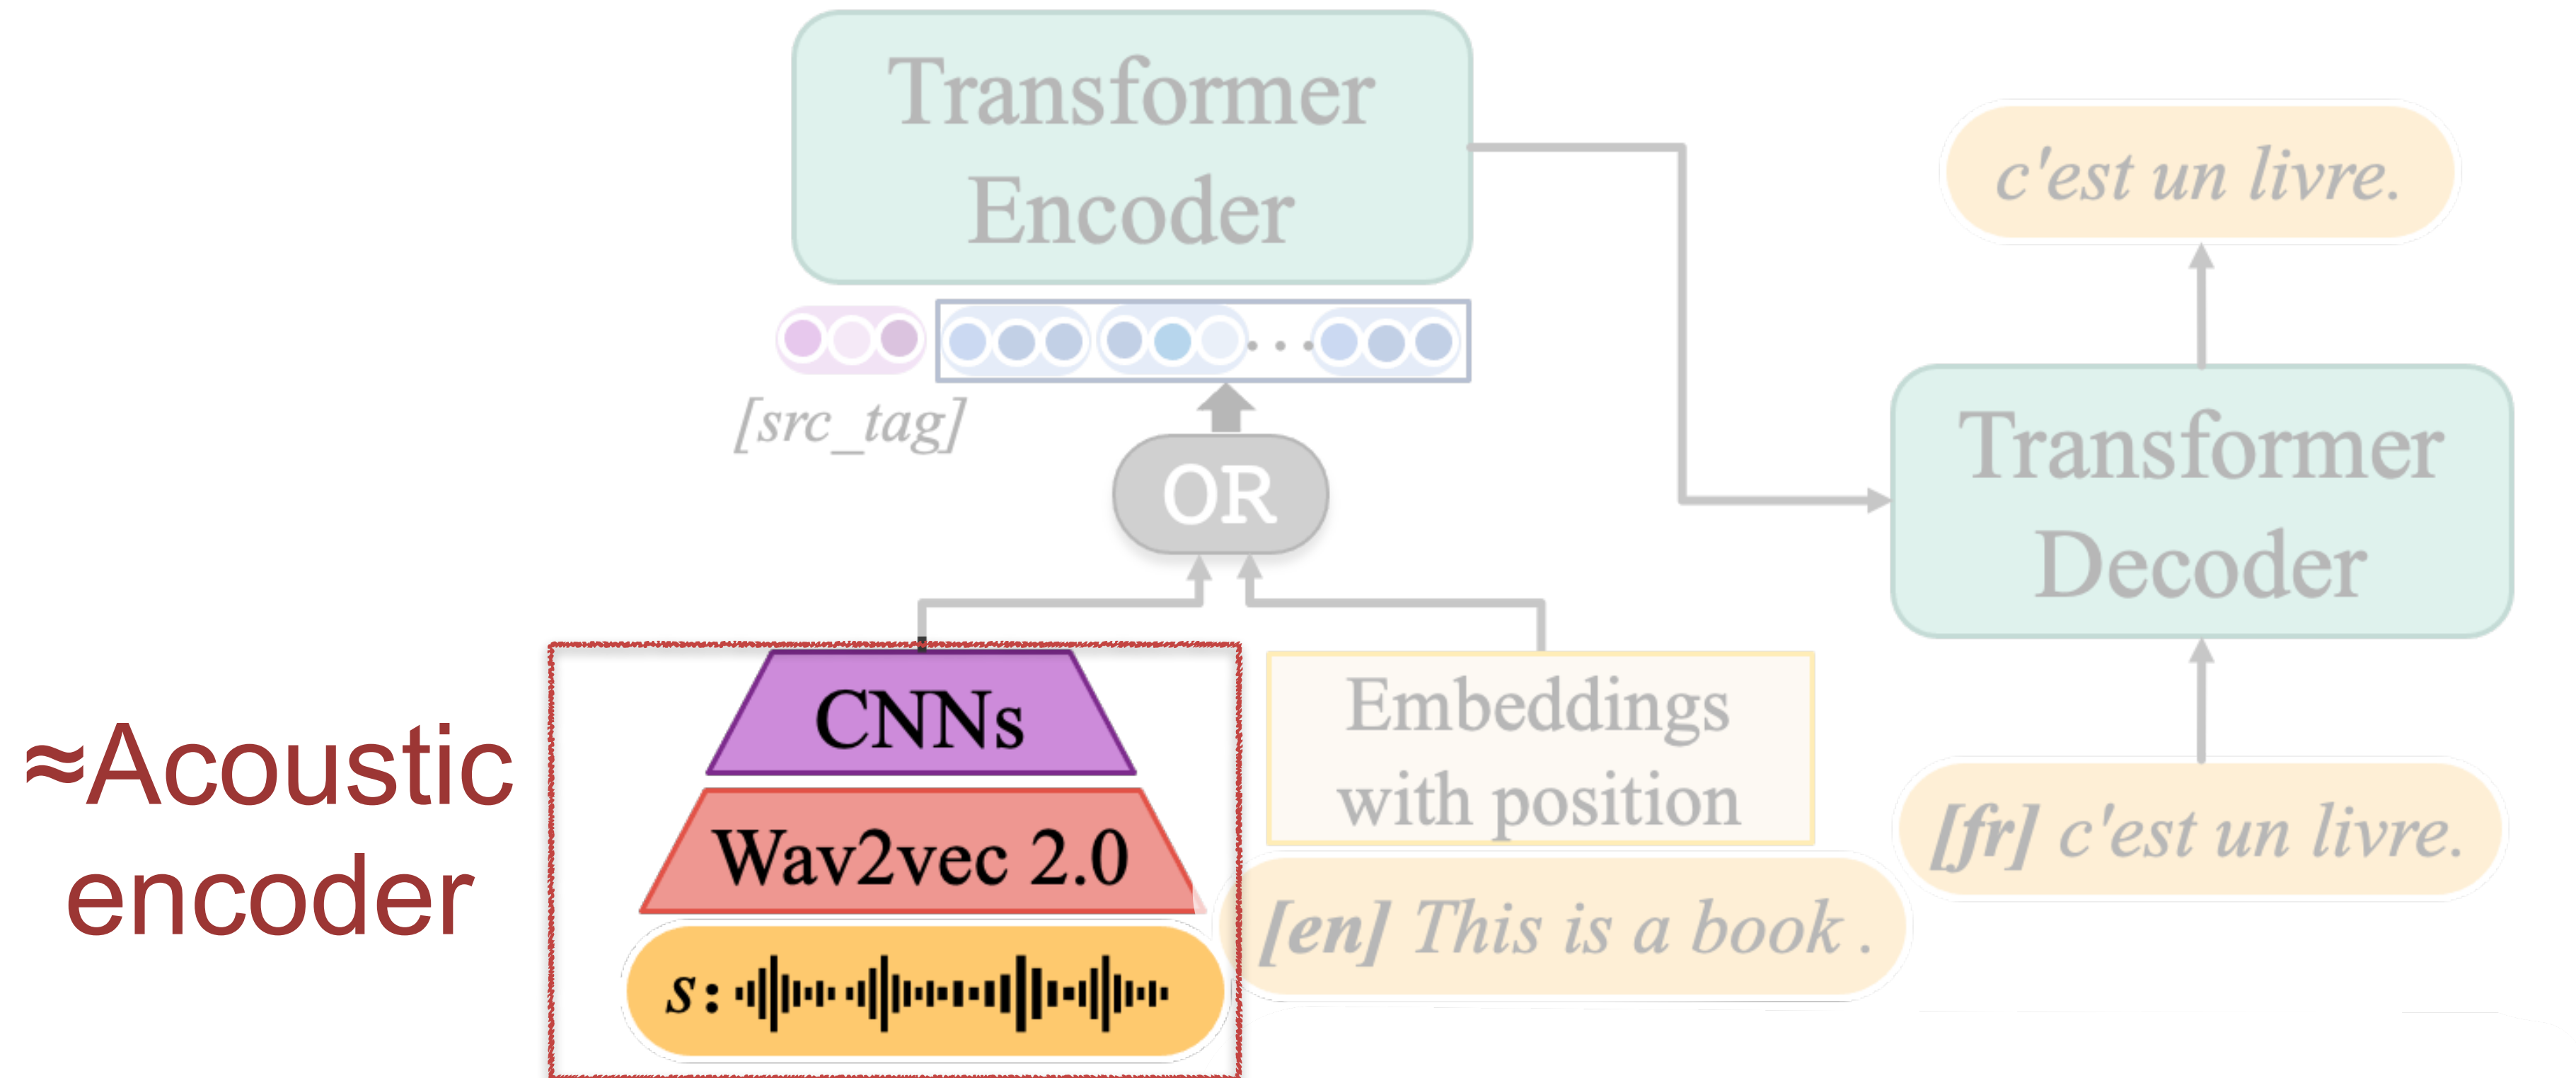 Transformer
Encoder
c'est un livre.
[src_tag]
OR
Transformer
Decoder
CNNs
Embeddings
with position
≈Acoustic
encoder
Wav2vec 2.0
[fr] c'est un livre.
[en] This is a book .
s: